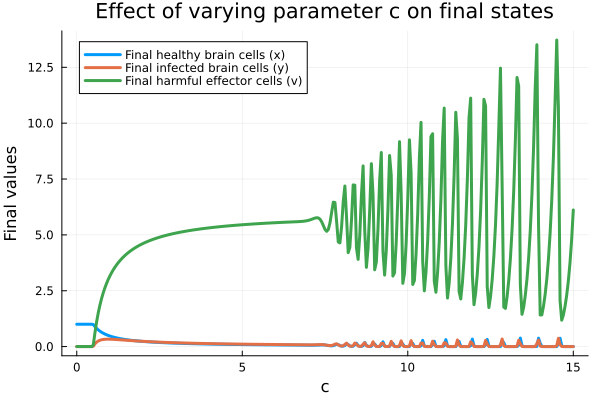 Effect of varying parameter c on final states
Final healthy brain cells (x)
Final infected brain cells (y)
Final harmful effector cells (v)
Final values
12.5
10.0
7.5
5.0
2.5
0.0
0
5
10
15
c